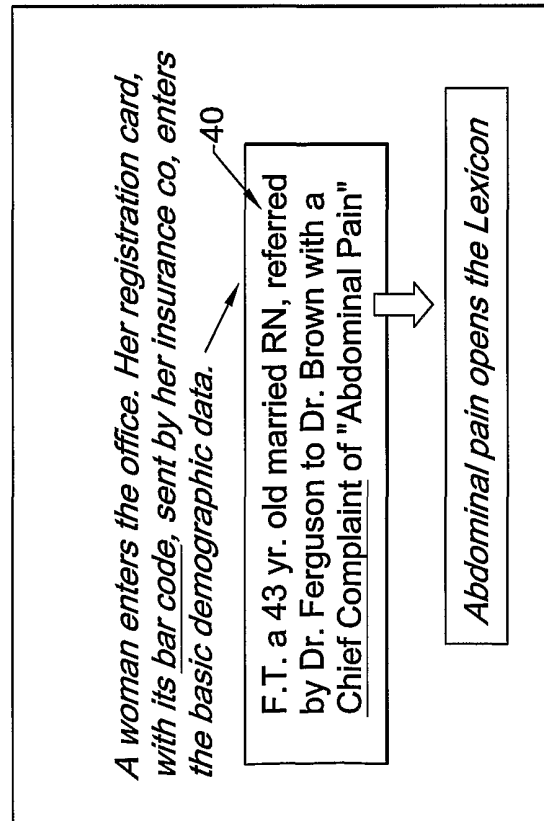 A woman enters the office. Her registration card,
with its bar code, sent by her insurance co, enters
the basic demographic data.
40
F.T. a 43 yr. old married RN, referred
by Dr. Ferguson to Dr. Brown with a
Chief Complaint of "Abdominal Pain"
Abdominal pain opens the Lexicon